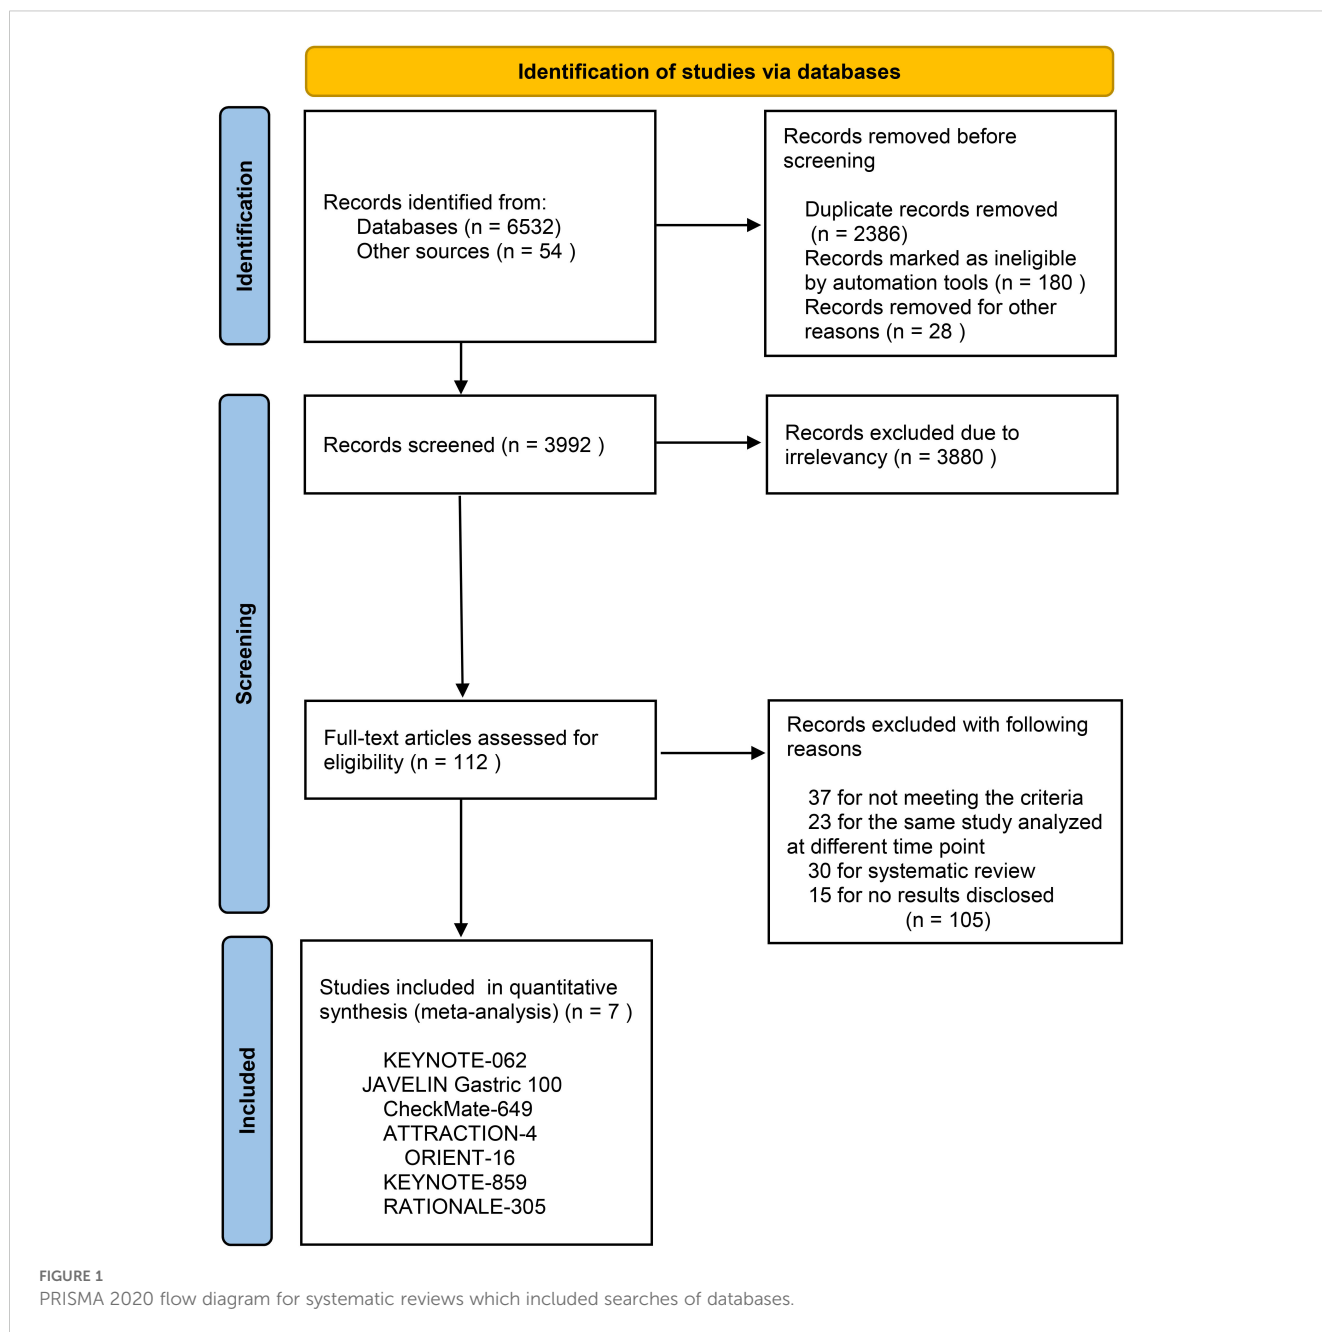 Identification of studies via databases
Identification
Records identified from:
Databases (n = 6532)
Other sources (n = 54 )
Records removed before
screening
Duplicate records removed
(n = 2386)
Records marked as ineligible
by automation tools (n = 180 )
Records removed for other
reasons (n = 28 )
Screening
Records screened (n = 3992 )
Records excluded due to
irrelevancy (n = 3880 )
Full-text articles assessed for
eligibility (n = 112 )
Records excluded with following
reasons
37 for not meeting the criteria
23 for the same study analyzed
at different time point
30 for systematic review
15 for no results disclosed
(n = 105)
Included
Studies included in quantitative
synthesis (meta-analysis) (n = 7 )
KEYNOTE-062
JAVELIN Gastric 100
CheckMate-649
ATTRACTION-4
ORIENT-16
KEYNOTE-859
RATIONALE-305
FIGURE 1
PRISMA 2020 flow diagram for systematic reviews which included searches of databases.